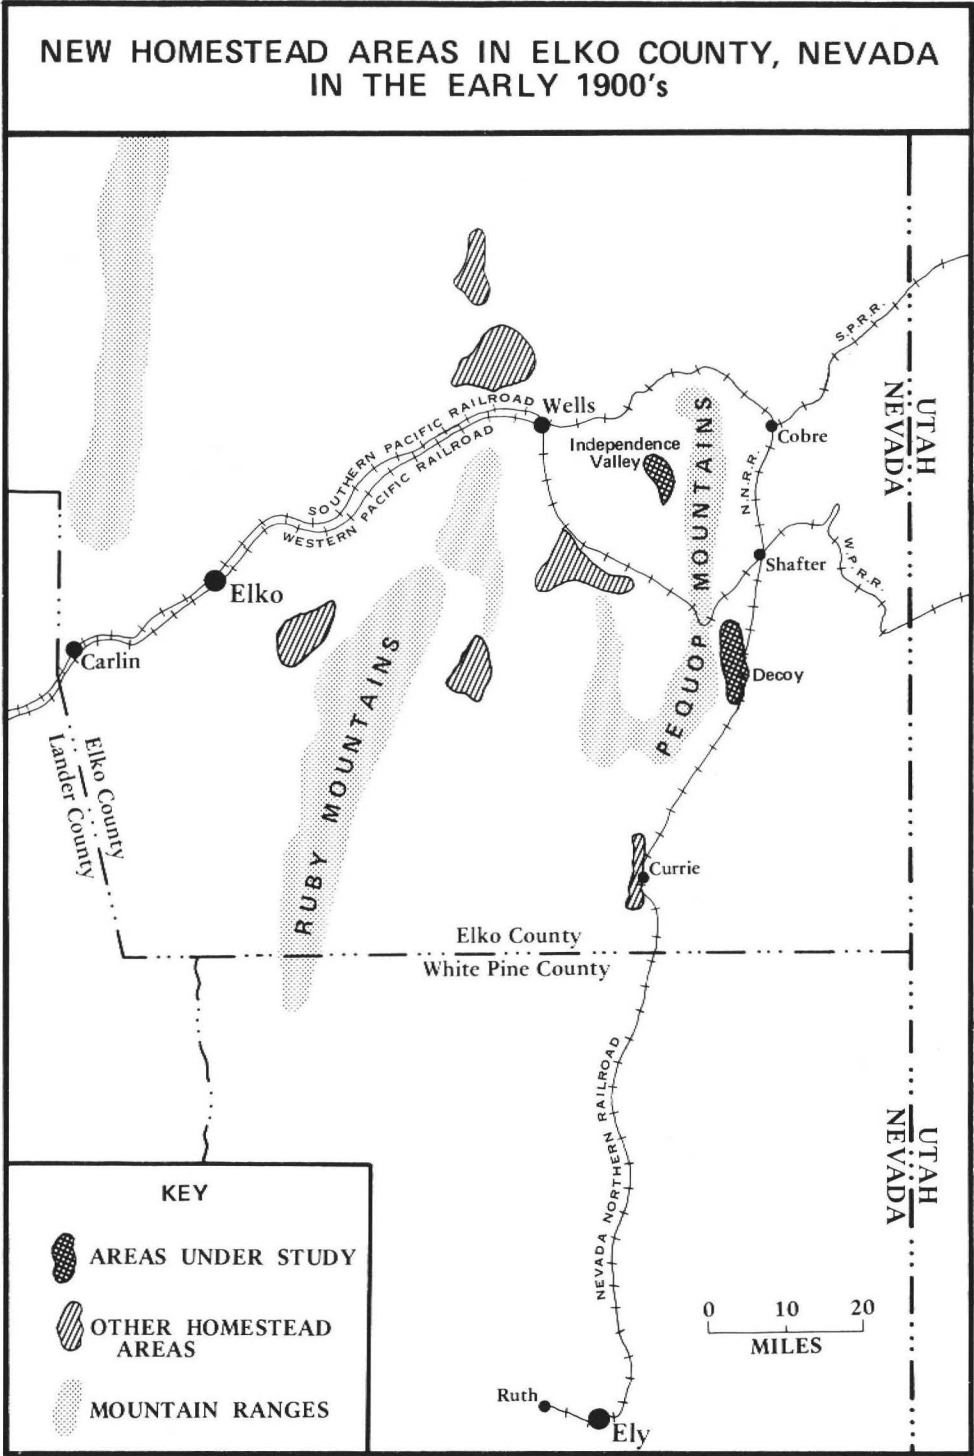 NEW HOMESTEAD AREAS IN ELKO COUNTY, NEVADA
IN THE EARLY 1900's
S.P.R.R.
SOUTHERN PACIFIC RAILROAD
WESTERN PACIFIC RAILROAD
Wells
Independence
Valley
Cobre
UTAH
NEVADA
N.N.R.R.
W.P.R.R.
Shafter
Elko
Carlin
PEQUOP MOUNTAINS
Decoy
RUBY MOUNTAINS
Elko County
Lander County
Currie
Elko County
White Pine County
NEVADA NORTHERN RAILROAD
UTAH
NEVADA
KEY
AREAS UNDER STUDY
OTHER HOMESTEAD
AREAS
MOUNTAIN RANGES
0 10 20
MILES
Ruth
Ely